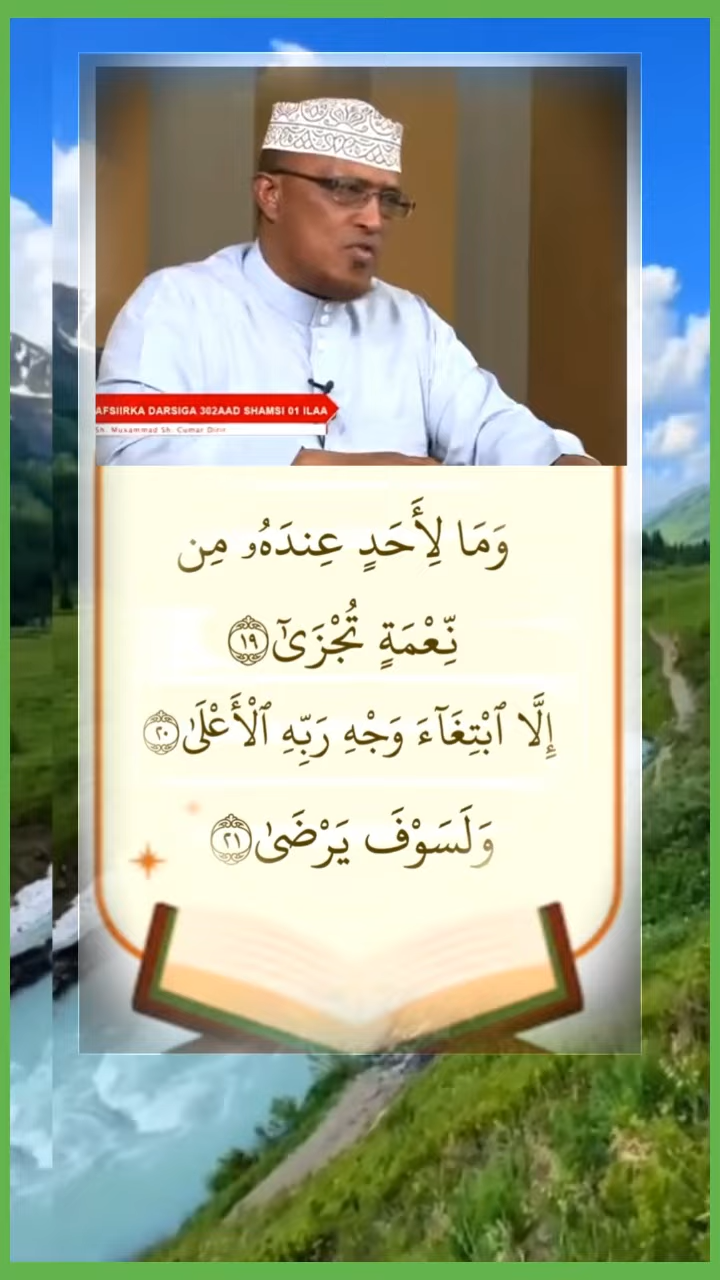 AFSIIRKA DARSIGA 302AAD SHAMSI 01 ILAA
Sh. Muxammad Sh. Cumar Dirir
وَمَا لِأَحَدٍ عِندَهُۥ مِن
نِّعْمَةٍ تُجْزَىٰٓ ١٩
إِلَّا ٱبْتِغَآءَ وَجْهِ رَبِّهِ ٱلْأَعْلَىٰ ٢٠
وَلَسَوْفَ يَرْضَىٰ ٢١